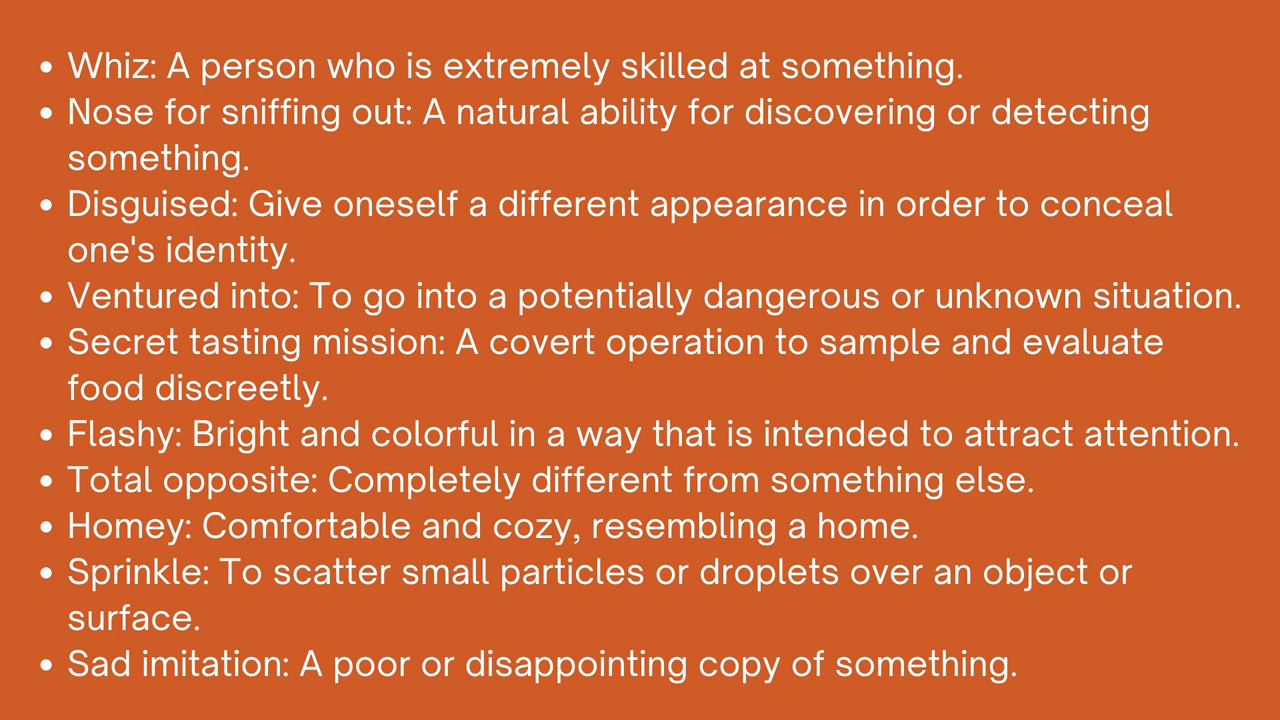 • Whiz: A person who is extremely skilled at something.
• Nose for sniffing out: A natural ability for discovering or detecting
something.
• Disguised: Give oneself a different appearance in order to conceal
one's identity.
• Ventured into: To go into a potentially dangerous or unknown situation.
• Secret tasting mission: A covert operation to sample and evaluate
food discreetly.
• Flashy: Bright and colorful in a way that is intended to attract attention.
• Total opposite: Completely different from something else.
• Homey: Comfortable and cozy, resembling a home.
• Sprinkle: To scatter small particles or droplets over an object or
surface.
• Sad imitation: A poor or disappointing copy of something.